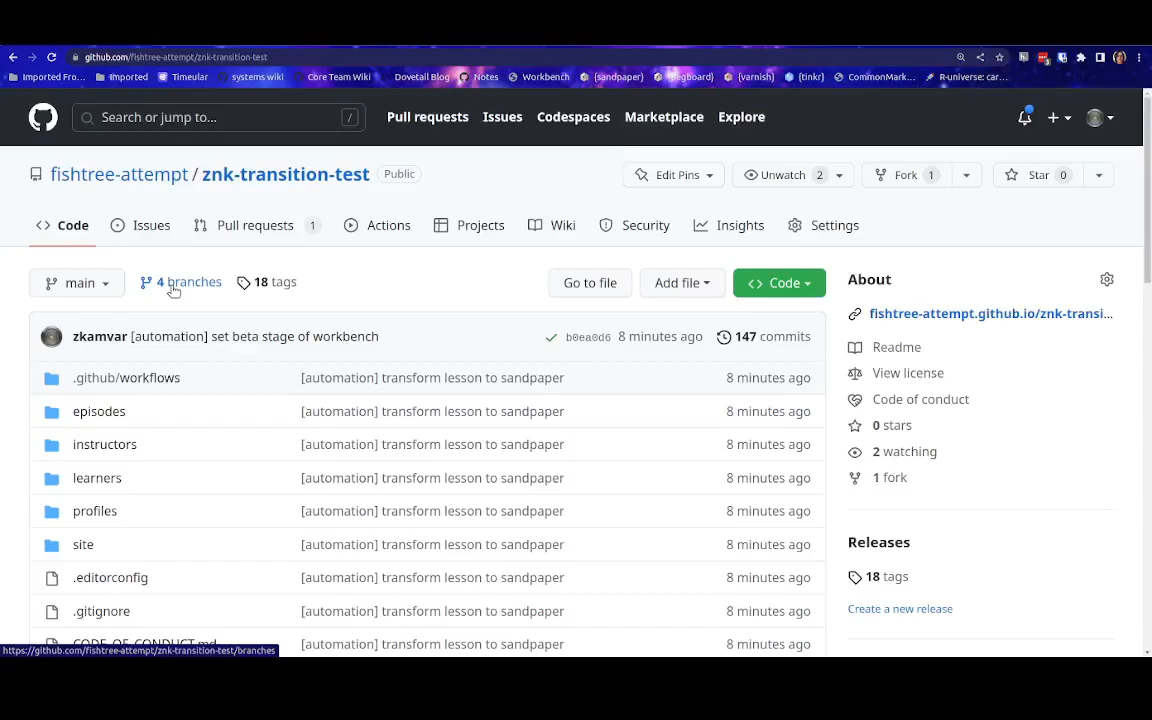 github.com/fishtree-attempt/znk-transition-test
Imported Fro... Imported Timeular systems wiki Core Team Wiki Dovetail Blog Notes Workbench {sandpaper} {pegboard} {varnish} {tinkr} CommonMark... R-universe: car...
Search or jump to... / Pull requests Issues Codespaces Marketplace Explore
fishtree-attempt / znk-transition-test Public Edit Pins Unwatch 2 Fork 1 Star 0
Code Issues Pull requests 1 Actions Projects Wiki Security Insights Settings
main 4 branches 18 tags Go to file Add file Code
zkamvar [automation] set beta stage of workbench b0ea0d6 8 minutes ago 147 commits
.github/workflows [automation] transform lesson to sandpaper 8 minutes ago
episodes [automation] transform lesson to sandpaper 8 minutes ago
instructors [automation] transform lesson to sandpaper 8 minutes ago
learners [automation] transform lesson to sandpaper 8 minutes ago
profiles [automation] transform lesson to sandpaper 8 minutes ago
site [automation] transform lesson to sandpaper 8 minutes ago
.editorconfig [automation] transform lesson to sandpaper 8 minutes ago
.gitignore [automation] transform lesson to sandpaper 8 minutes ago
CODE_OF_CONDUCT.md [automation] transform lesson to sandpaper 8 minutes ago
About
fishtree-attempt.github.io/znk-transi...
Readme
View license
Code of conduct
0 stars
2 watching
1 fork
Releases
18 tags
Create a new release
https://github.com/fishtree-attempt/znk-transition-test/branches